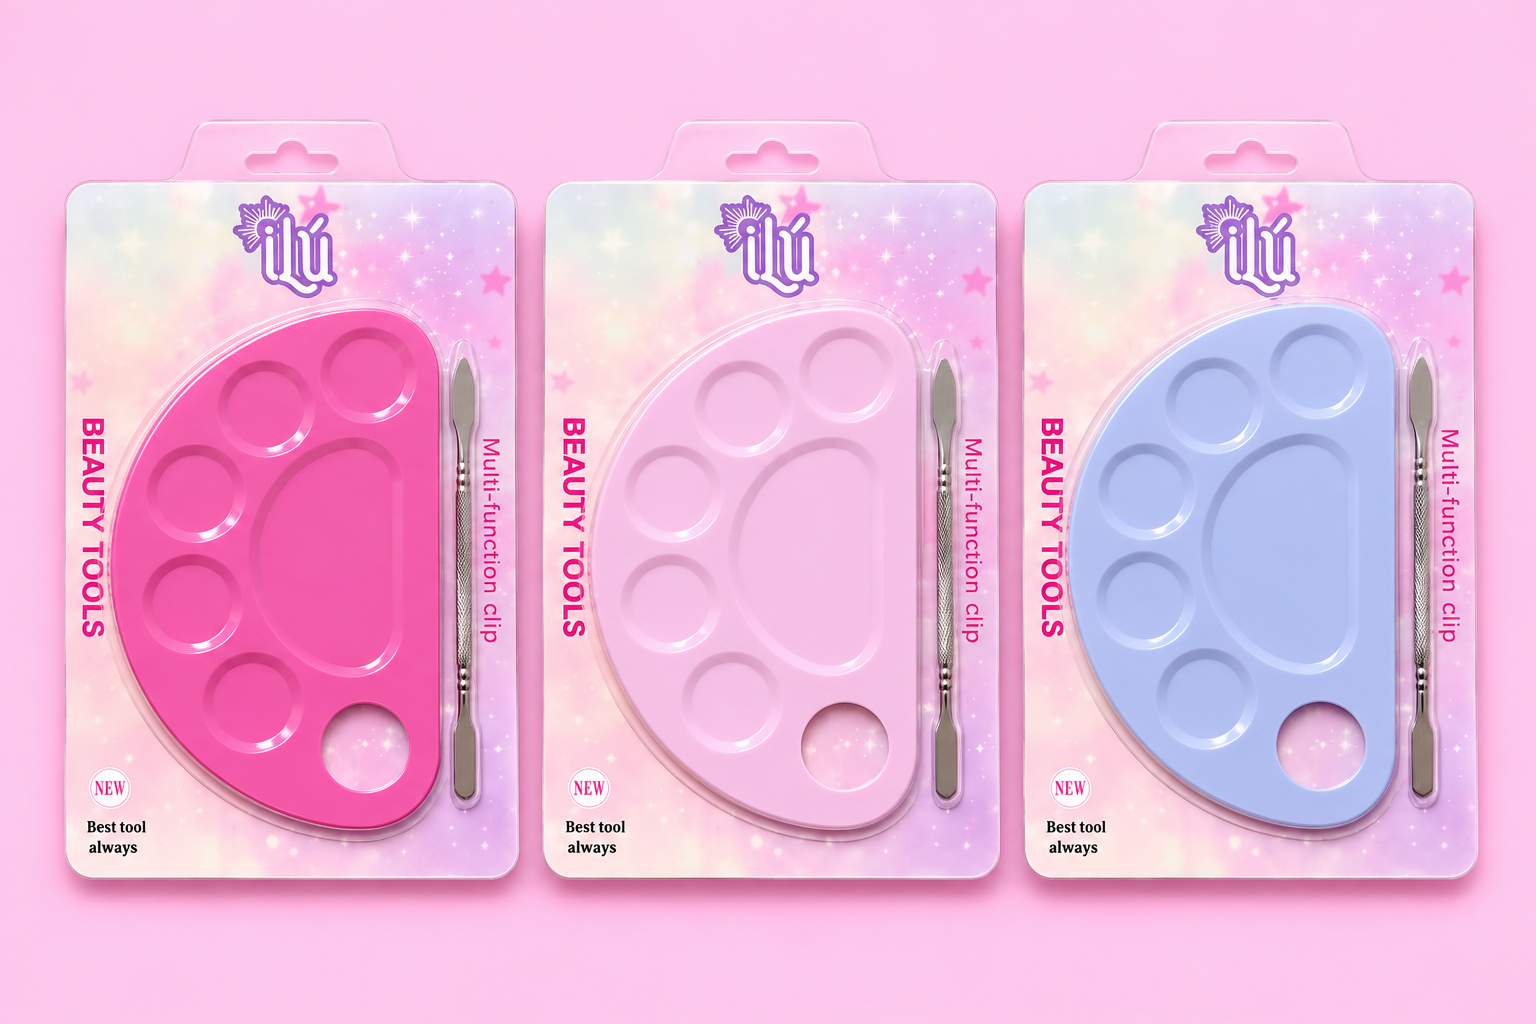 iLú
BEAUTY TOOLS
Multi-function clip
NEW
Best tool
always
iLú
BEAUTY TOOLS
Multi-function clip
NEW
Best tool
always
iLú
BEAUTY TOOLS
Multi-function clip
NEW
Best tool
always